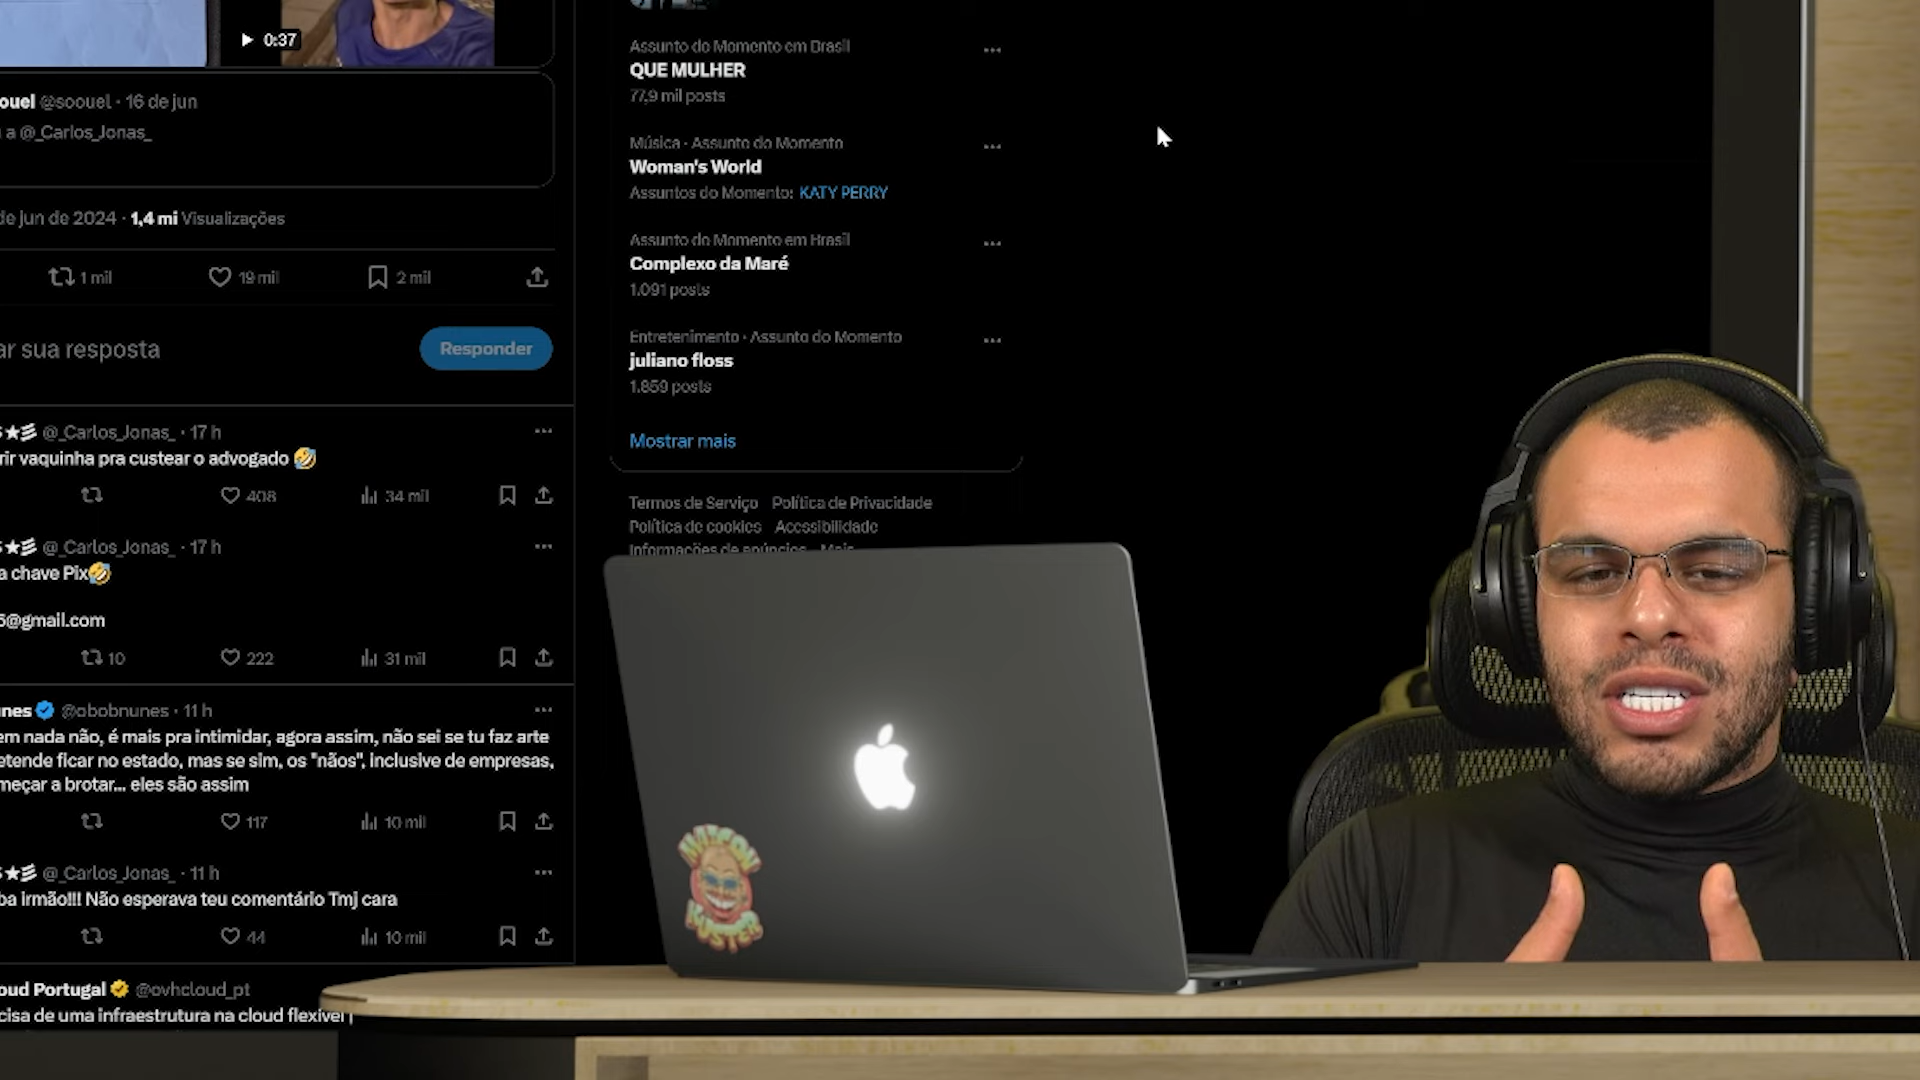 0:37
ouel @soouel · 16 de jun
a @_Carlos_Jonas_
de jun de 2024 · 1,4 mi Visualizações
1 mil
19 mil
2 mil
ar sua resposta
Responder
@_Carlos_Jonas_ · 17 h
rir vaquinha pra custear o advogado
408
34 mil
@_Carlos_Jonas_ · 17 h
a chave Pix
5@gmail.com
10
222
31 mil
nes @obobnunes · 11 h
em nada não, é mais pra intimidar, agora assim, não sei se tu faz arte
etende ficar no estado, mas se sim, os "nãos", inclusive de empresas,
meçar a brotar... eles são assim
117
10 mil
@_Carlos_Jonas_ · 11 h
ba irmão!!! Não esperava teu comentário Tmj cara
44
10 mil
oud Portugal @ovhcloud_pt
cisa de uma infraestrutura na cloud flexível
Assunto do Momento em Brasil
QUE MULHER
77,9 mil posts
Música · Assunto do Momento
Woman's World
Assuntos do Momento: KATY PERRY
Assunto do Momento em Brasil
Complexo da Maré
1.091 posts
Entretenimento · Assunto do Momento
juliano floss
1.859 posts
Mostrar mais
Termos de Serviço Política de Privacidade
Política de cookies Acessibilidade
Informações de anúncios Mais
KUSTER